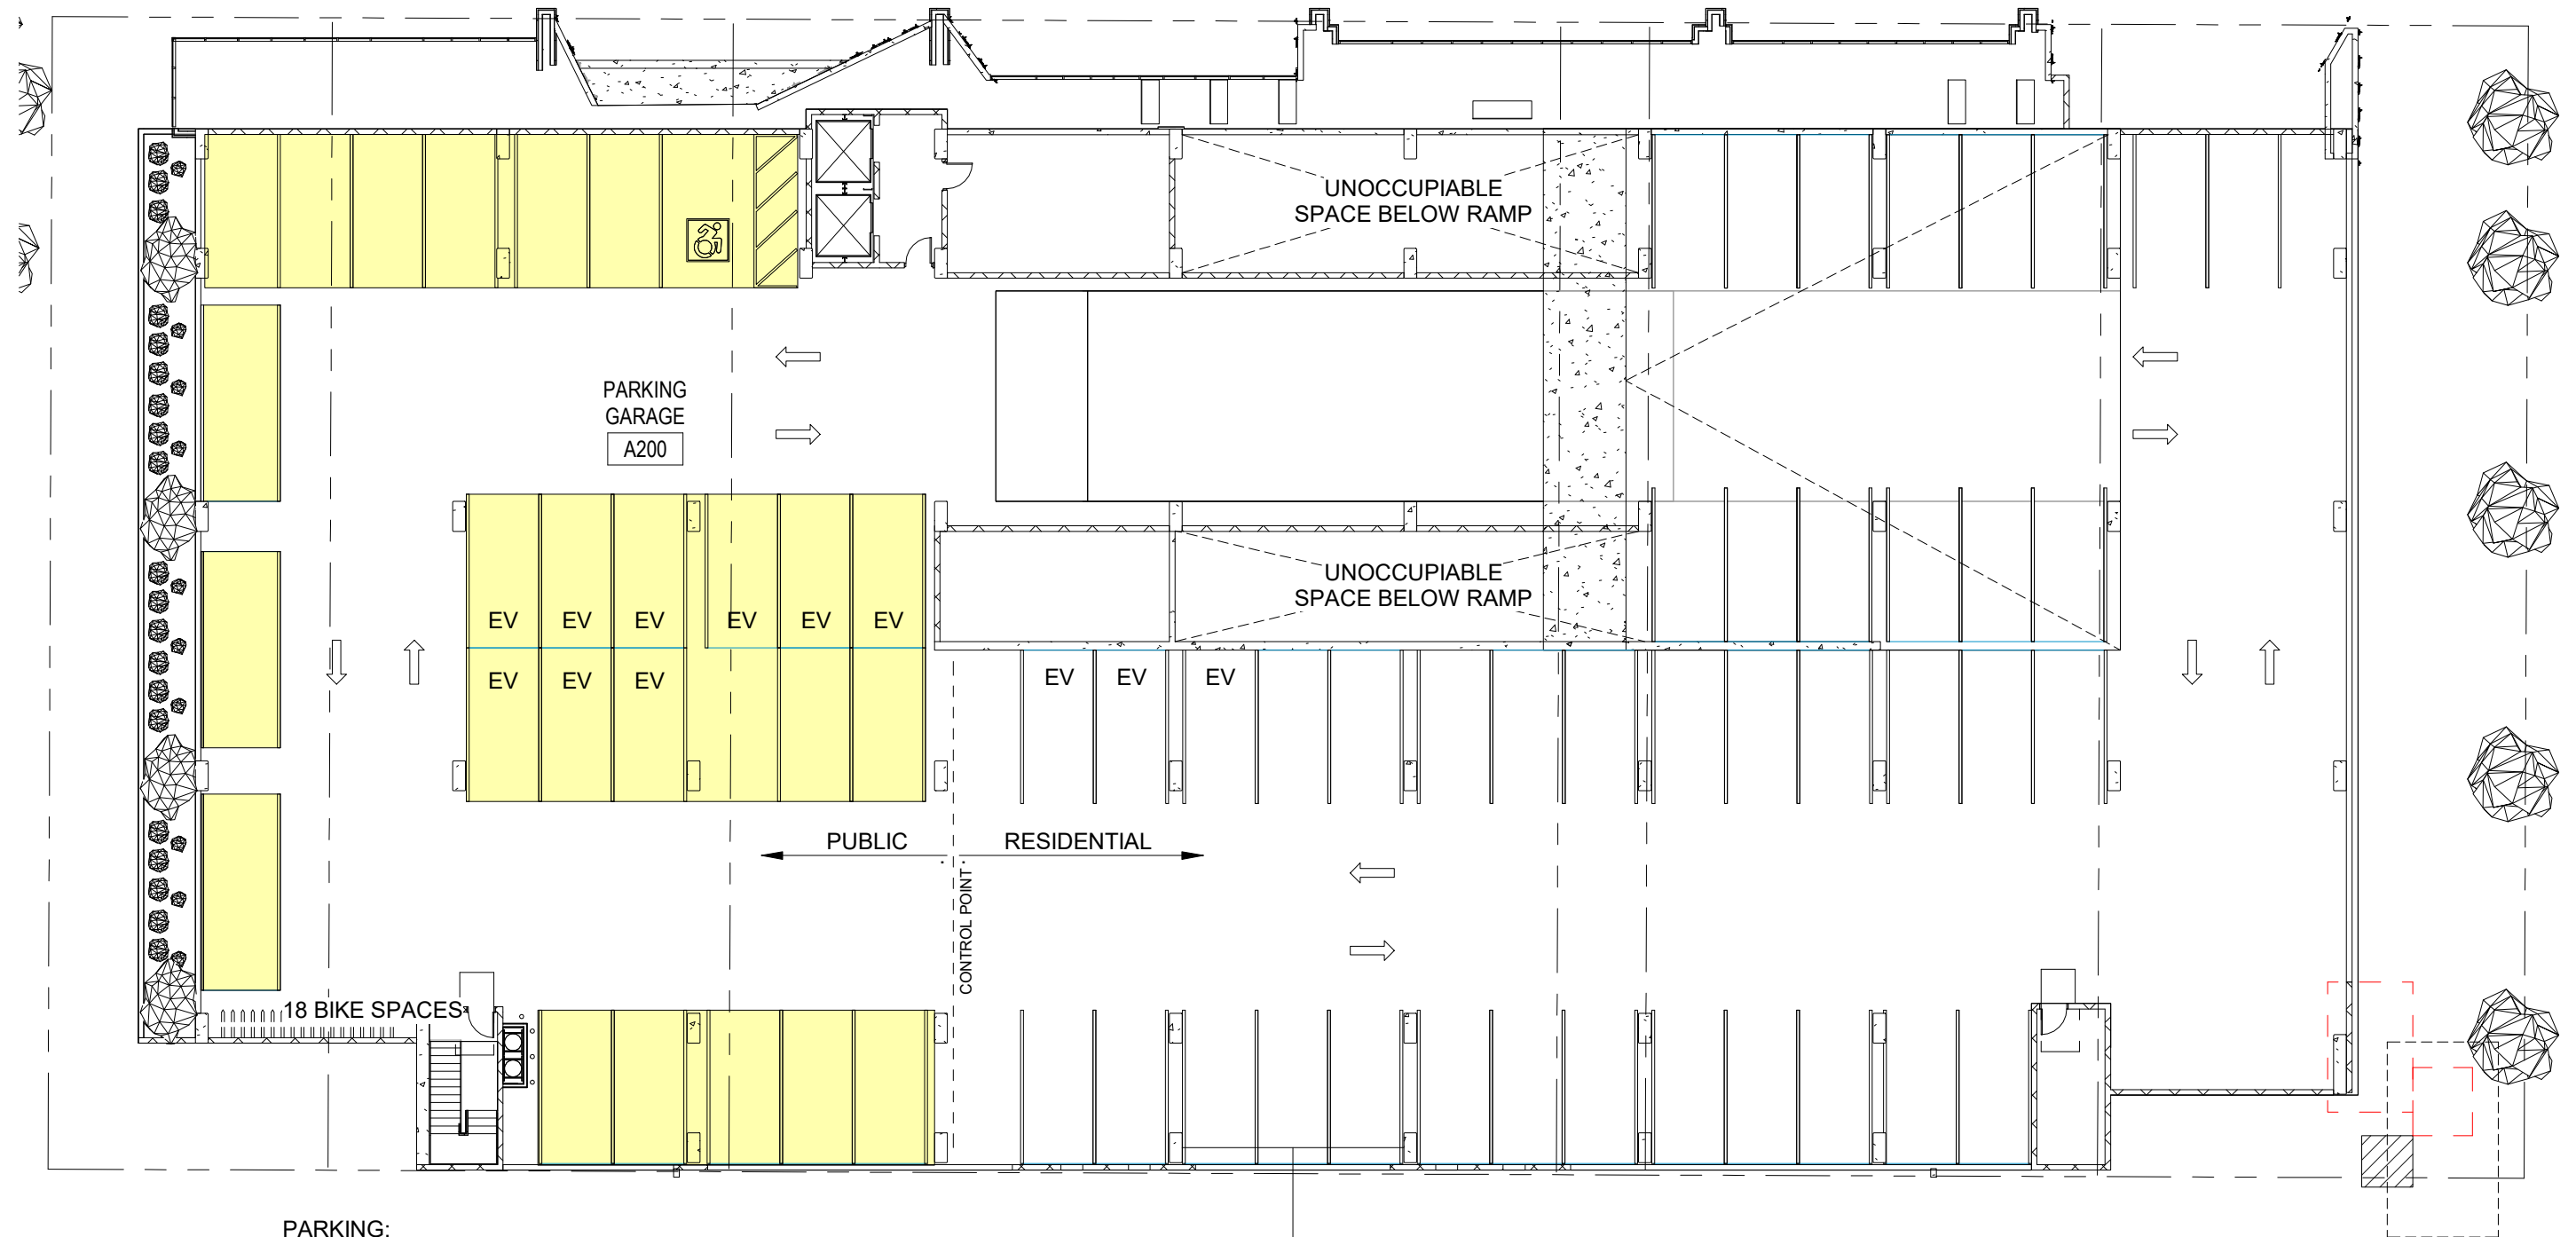 UNOCCUPIABLE
SPACE BELOW RAMP
PARKING
GARAGE
A200
UNOCCUPIABLE
SPACE BELOW RAMP
EV EV EV EV EV EV
EV EV EV EV EV EV
PUBLIC RESIDENTIAL
CONTROL POINT
18 BIKE SPACES
PARKING: